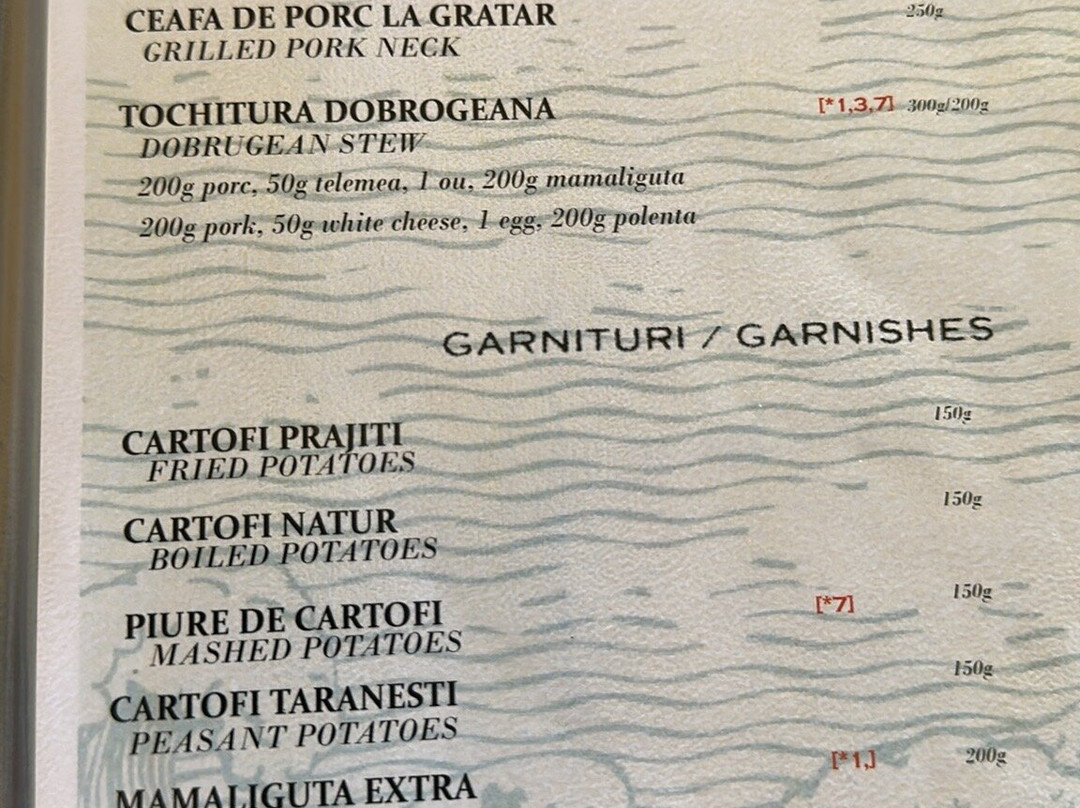 CEAFA DE PORC LA GRATAR 250g
GRILLED PORK NECK
TOCHITURA DOBROGEANA [*1,3,7] 300g/200g
DOBRUGEAN STEW
200g porc, 50g telemea, 1 ou, 200g mamaliguta
200g pork, 50g white cheese, 1 egg, 200g polenta
GARNITURI / GARNISHES
CARTOFI PRAJITI 150g
FRIED POTATOES
CARTOFI NATUR 150g
BOILED POTATOES
PIURE DE CARTOFI [*7] 150g
MASHED POTATOES
CARTOFI TARANESTI 150g
PEASANT POTATOES
MAMALIGUTA EXTRA [*1,] 200g